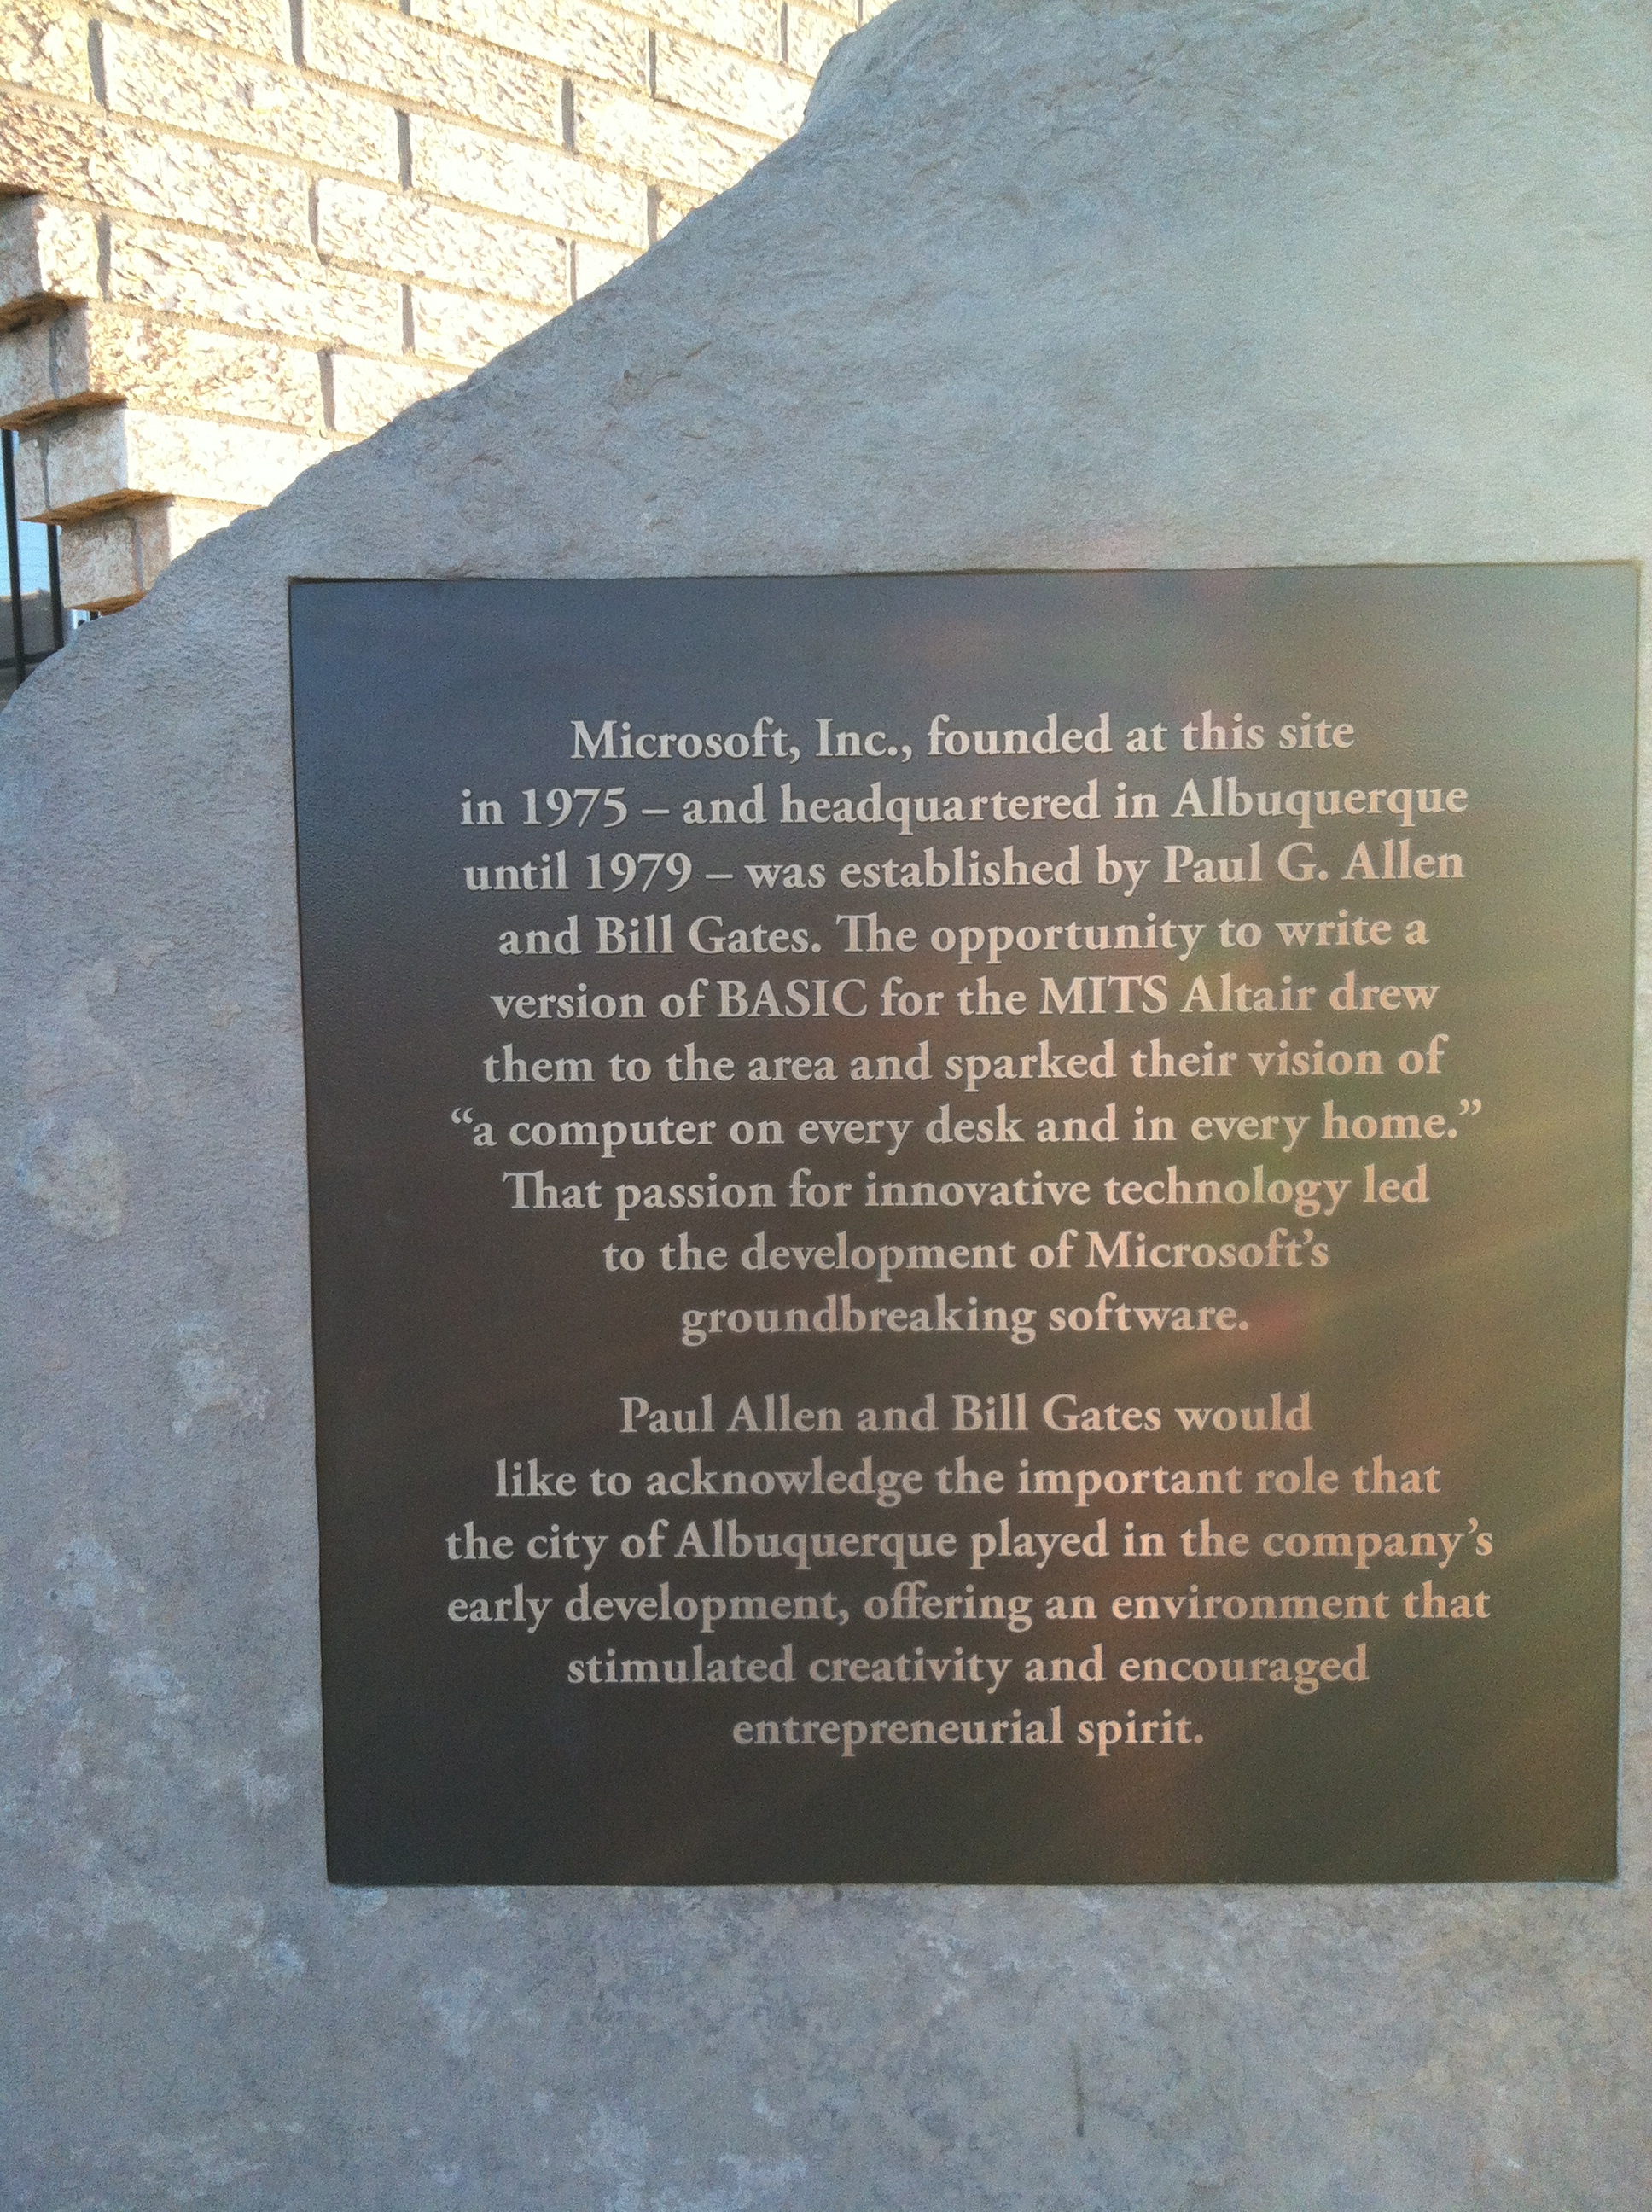 Microsoft, Inc., founded at this site
in 1975 – and headquartered in Albuquerque
until 1979 – was established by Paul G. Allen
and Bill Gates. The opportunity to write a
version of BASIC for the MITS Altair drew
them to the area and sparked their vision of
“a computer on every desk and in every home.”
That passion for innovative technology led
to the development of Microsoft’s
groundbreaking software.
Paul Allen and Bill Gates would
like to acknowledge the important role that
the city of Albuquerque played in the company’s
early development, offering an environment that
stimulated creativity and encouraged
entrepreneurial spirit.